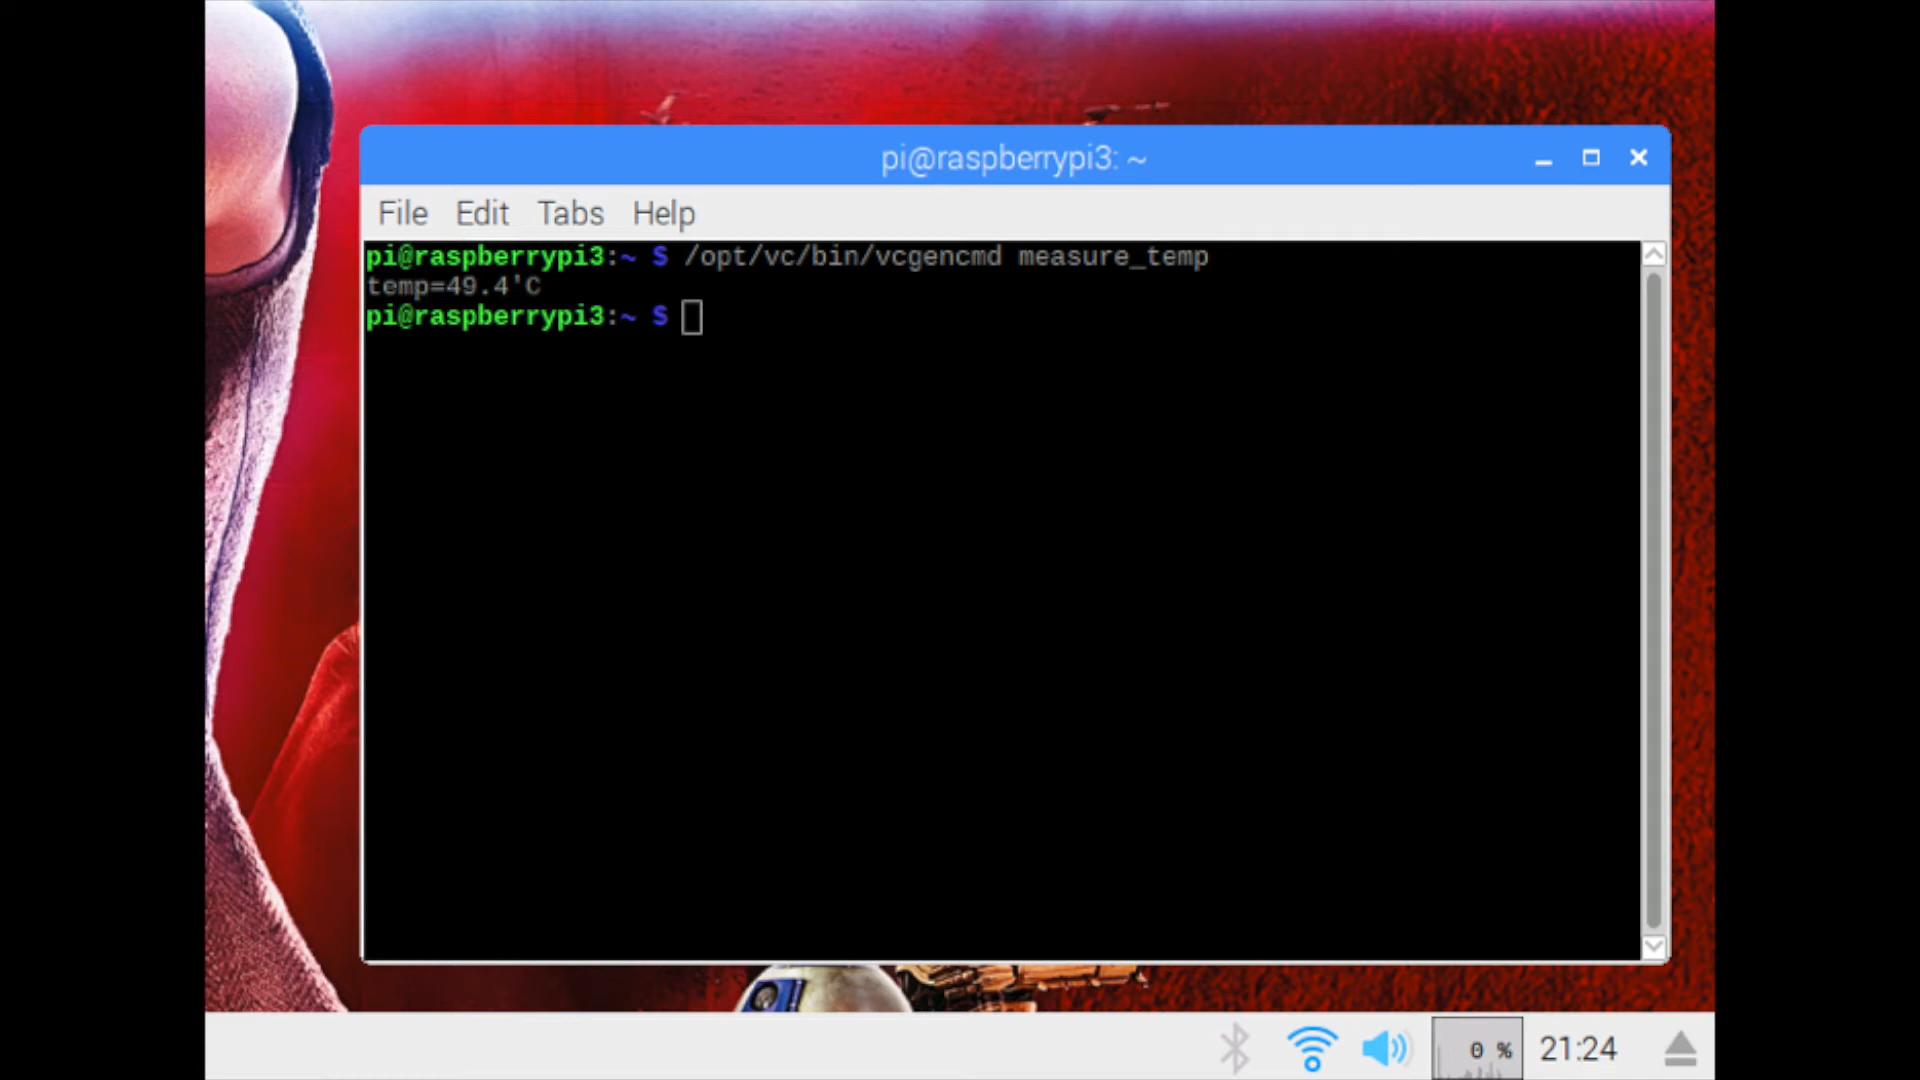 pi@raspberrypi3: ~
File Edit Tabs Help
pi@raspberrypi3:~ $ /opt/vc/bin/vcgencmd measure_temp
temp=49.4'C
pi@raspberrypi3:~ $
0 % 21:24